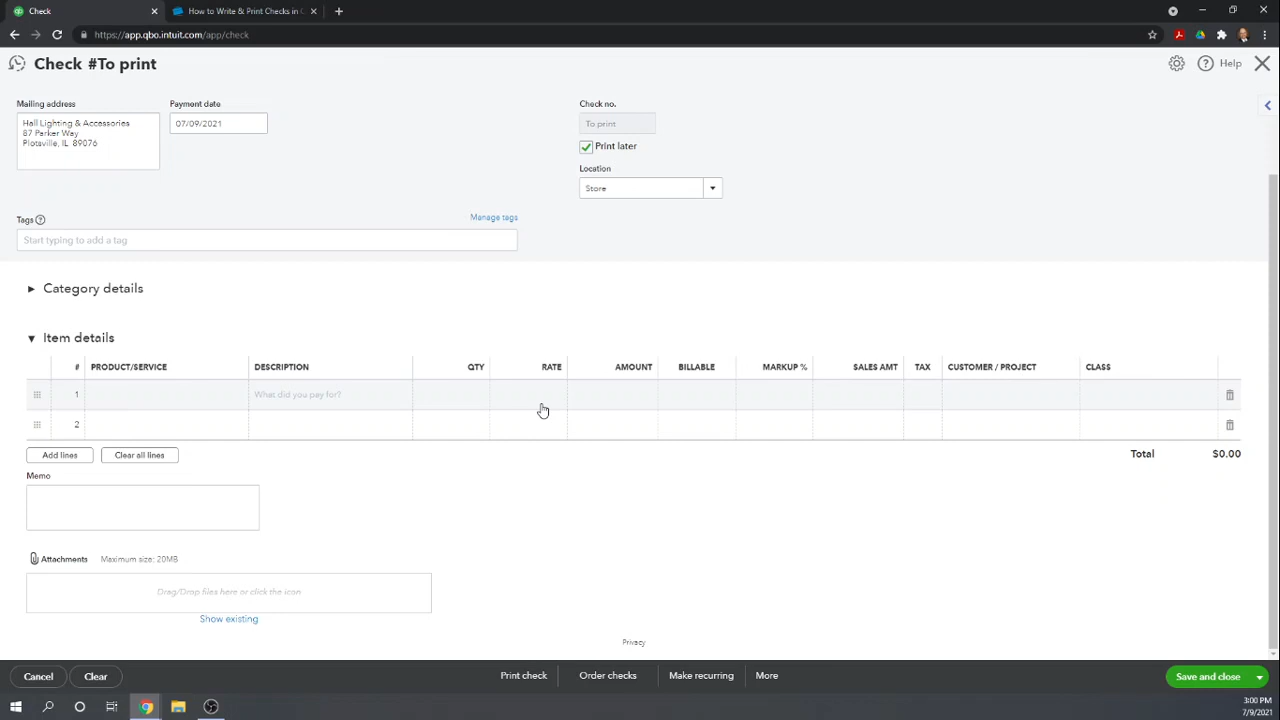 Check
How to Write & Print Checks in
https://app.qbo.intuit.com/app/check
Check #To print
Help
Mailing address
Payment date
Check no.
Hall Lighting & Accessories
87 Parker Way
Plotsville, IL 89076
07/09/2021
To print
Print later
Location
Store
Tags
Manage tags
Start typing to add a tag
Category details
Item details
# PRODUCT/SERVICE DESCRIPTION QTY RATE AMOUNT BILLABLE MARKUP % SALES AMT TAX CUSTOMER / PROJECT CLASS
1 What did you pay for?
2
Add lines Clear all lines Total $0.00
Memo
Attachments Maximum size: 20MB
Drag/Drop files here or click the icon
Show existing
Privacy
Cancel Clear Print check Order checks Make recurring More Save and close
3:00 PM
7/9/2021